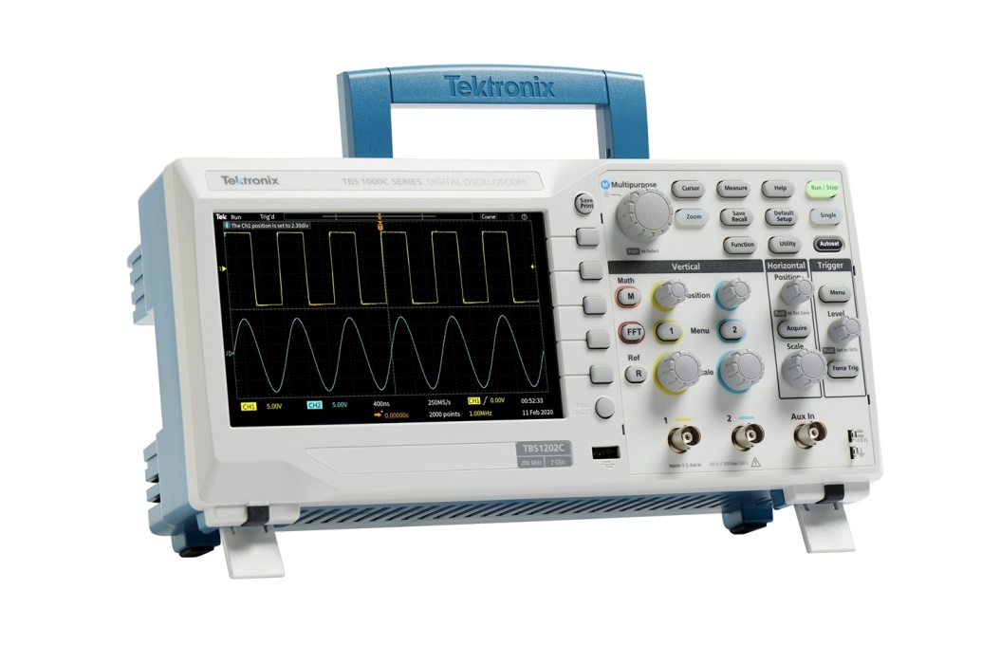 Tektronix
Tektronix
TBS 1000C SERIES DIGITAL OSCILLOSCOPE
Tek Run Trig'd Coarse
The Ch1 position is set to 2.30div
CH1 5.00V CH2 5.00V 400ns 250MS/s CH1 0.00V 00:52:33
0.00000s 2000 points 1.00MHz 11 Feb 2020
TBS1202C
200 MHz 2 GS/s
Save
Print
M Multipurpose
Push to Select
Cursor Measure Help Run / Stop
Zoom Save Recall Default Setup Single
Function Utility Autoset
Vertical Horizontal Trigger
Math
M
FFT
Ref
R
Position
1 Menu 2
Scale
Position
Push to Set Zero
Acquire
Scale
Menu
Level
Push Set to 50%
Force Trig
1 2 Aux In